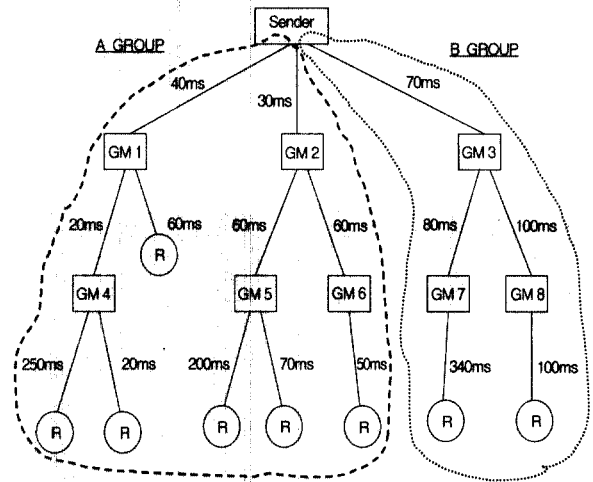 Sender
A GROUP
B GROUP
40ms
30ms
70ms
GM 1
GM 2
GM 3
20ms
60ms
60ms
60ms
80ms
100ms
R
GM 4
GM 5
GM 6
GM 7
GM 8
250ms
20ms
200ms
70ms
50ms
340ms
100ms
R
R
R
R
R
R
R